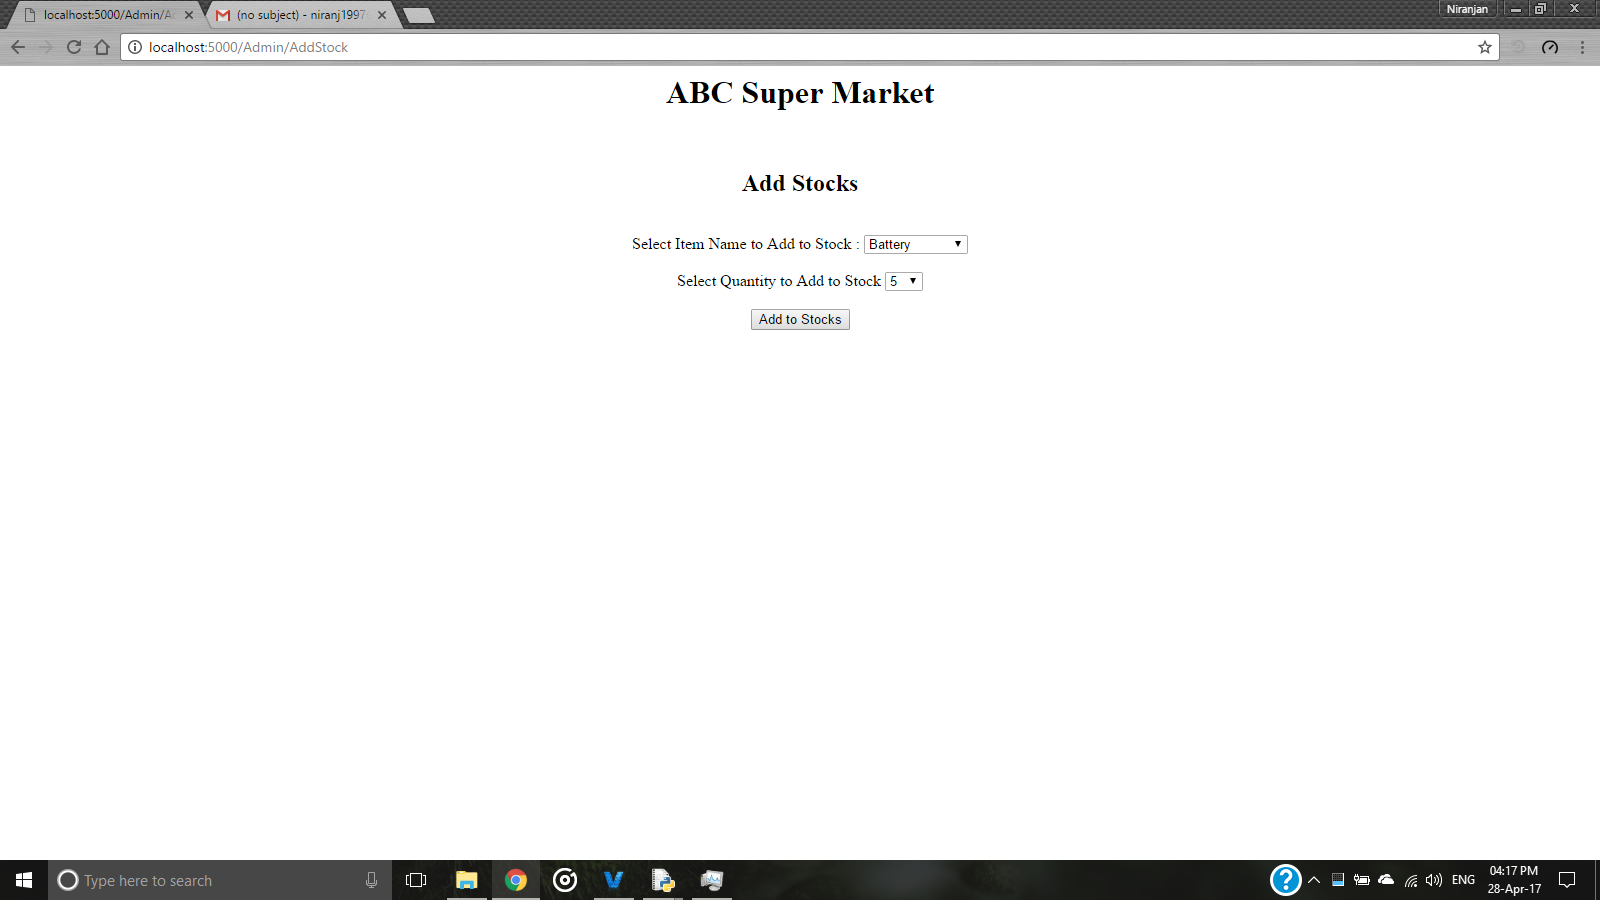 localhost:5000/Admin/A
(no subject) - niranj1997
Niranjan
localhost:5000/Admin/AddStock
ABC Super Market
Add Stocks
Select Item Name to Add to Stock : Battery
Select Quantity to Add to Stock 5
Add to Stocks
Type here to search
ENG
04:17 PM
28-Apr-17